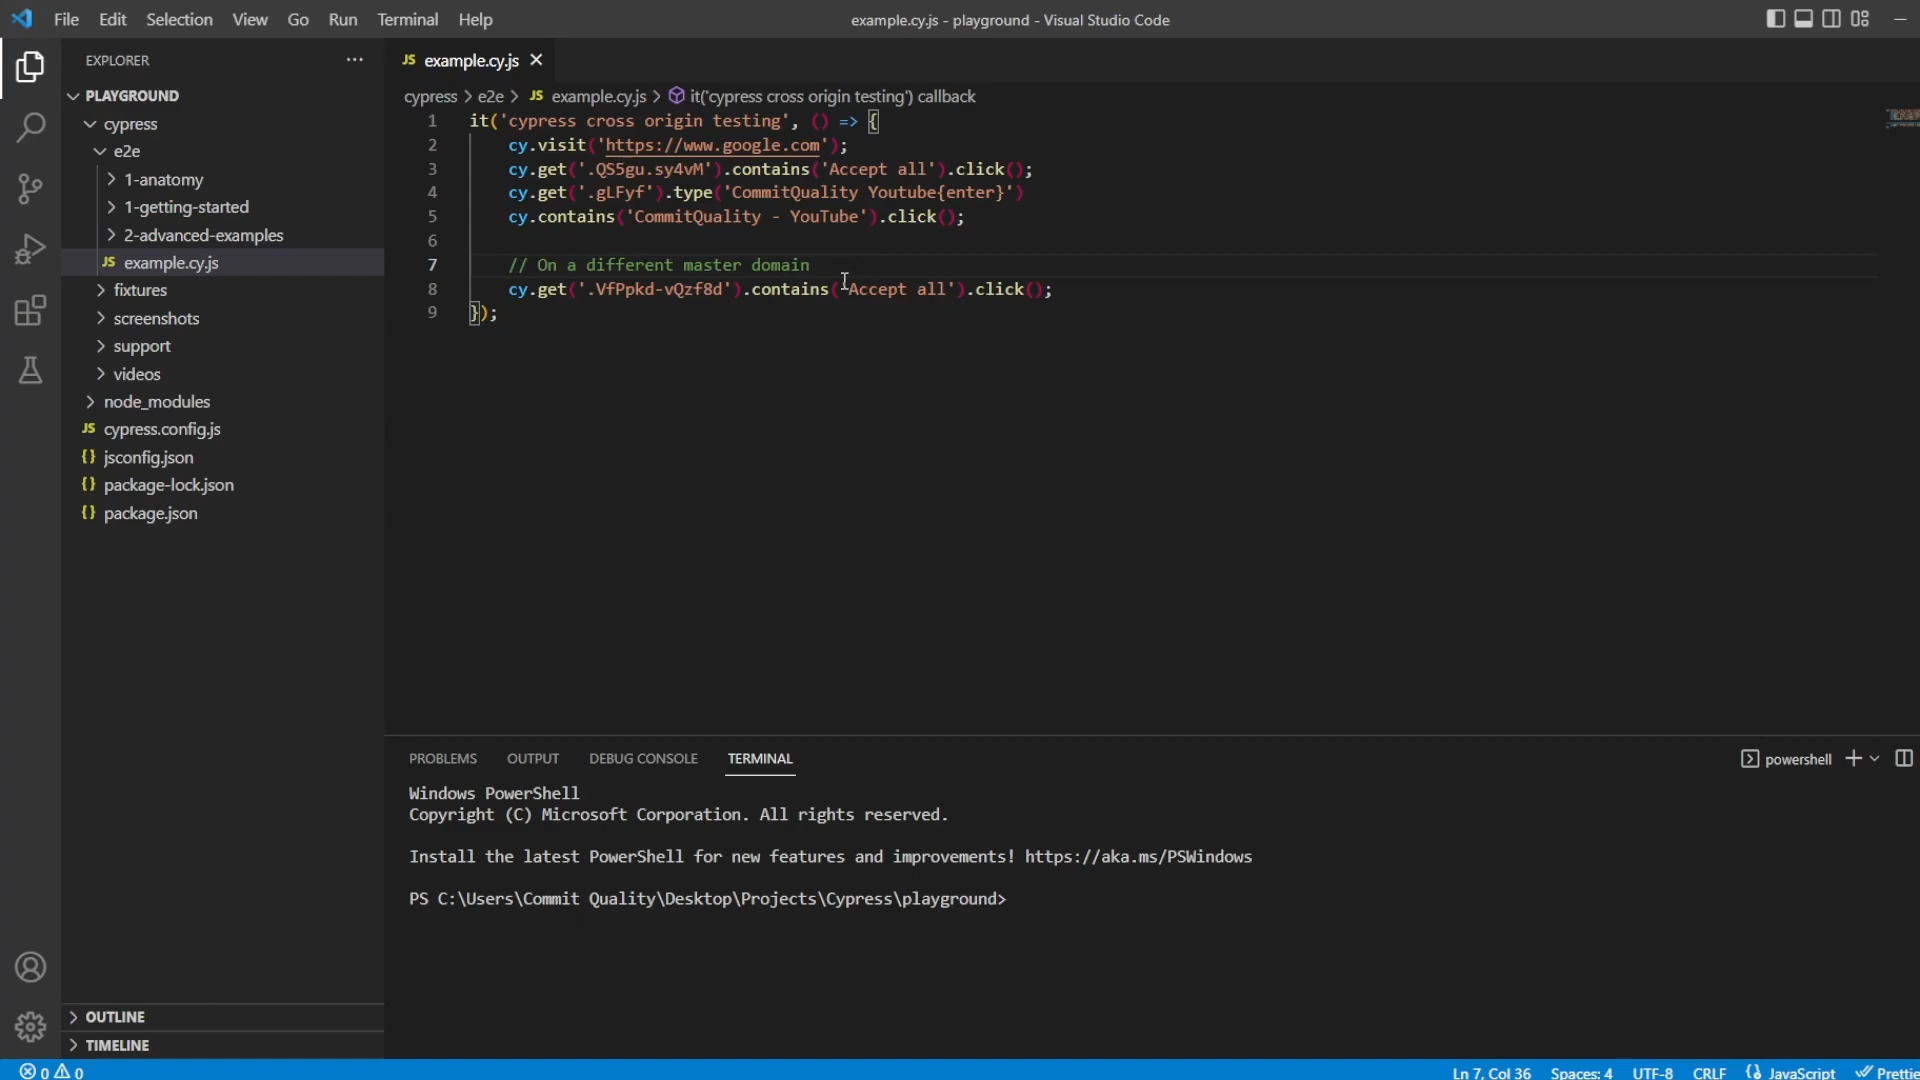 File Edit Selection View Go Run Terminal Help
example.cy.js - playground - Visual Studio Code
EXPLORER
PLAYGROUND
cypress
e2e
1-anatomy
1-getting-started
2-advanced-examples
JS example.cy.js
fixtures
screenshots
support
videos
node_modules
JS cypress.config.js
{} jsconfig.json
{} package-lock.json
{} package.json
OUTLINE
TIMELINE
JS example.cy.js
cypress > e2e > JS example.cy.js > it('cypress cross origin testing') callback
1 it('cypress cross origin testing', () => {
2 cy.visit('https://www.google.com');
3 cy.get('.QS5gu.sy4vM').contains('Accept all').click();
4 cy.get('.gLFyf').type('CommitQuality Youtube{enter}')
5 cy.contains('CommitQuality - YouTube').click();
6
7 // On a different master domain
8 cy.get('.VfPpkd-vQzf8d').contains('Accept all').click();
9 });
PROBLEMS OUTPUT DEBUG CONSOLE TERMINAL
powershell
Windows PowerShell
Copyright (C) Microsoft Corporation. All rights reserved.
Install the latest PowerShell for new features and improvements! https://aka.ms/PSWindows
PS C:\Users\Commit Quality\Desktop\Projects\Cypress\playground>
0 0
Ln 7, Col 36 Spaces: 4 UTF-8 CRLF JavaScript Prettie